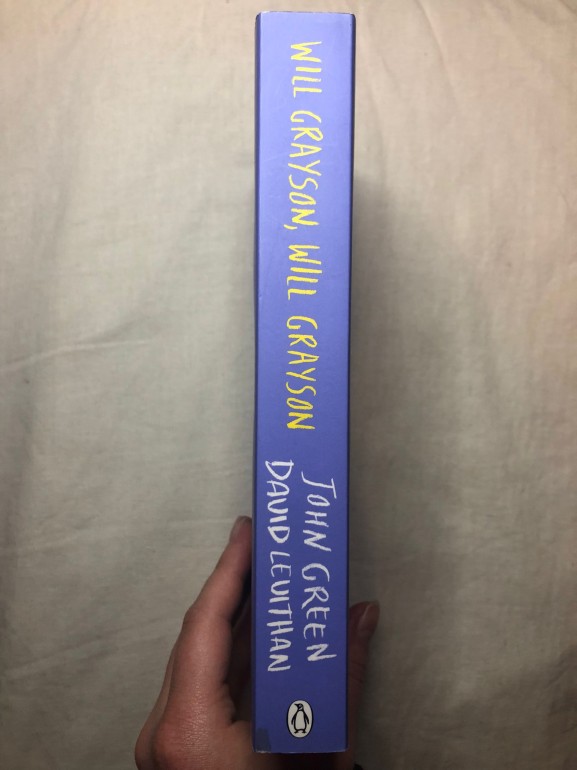 WILL GRAYSON, WILL GRAYSON
JOHN GREEN
DAVID LEVITHAN